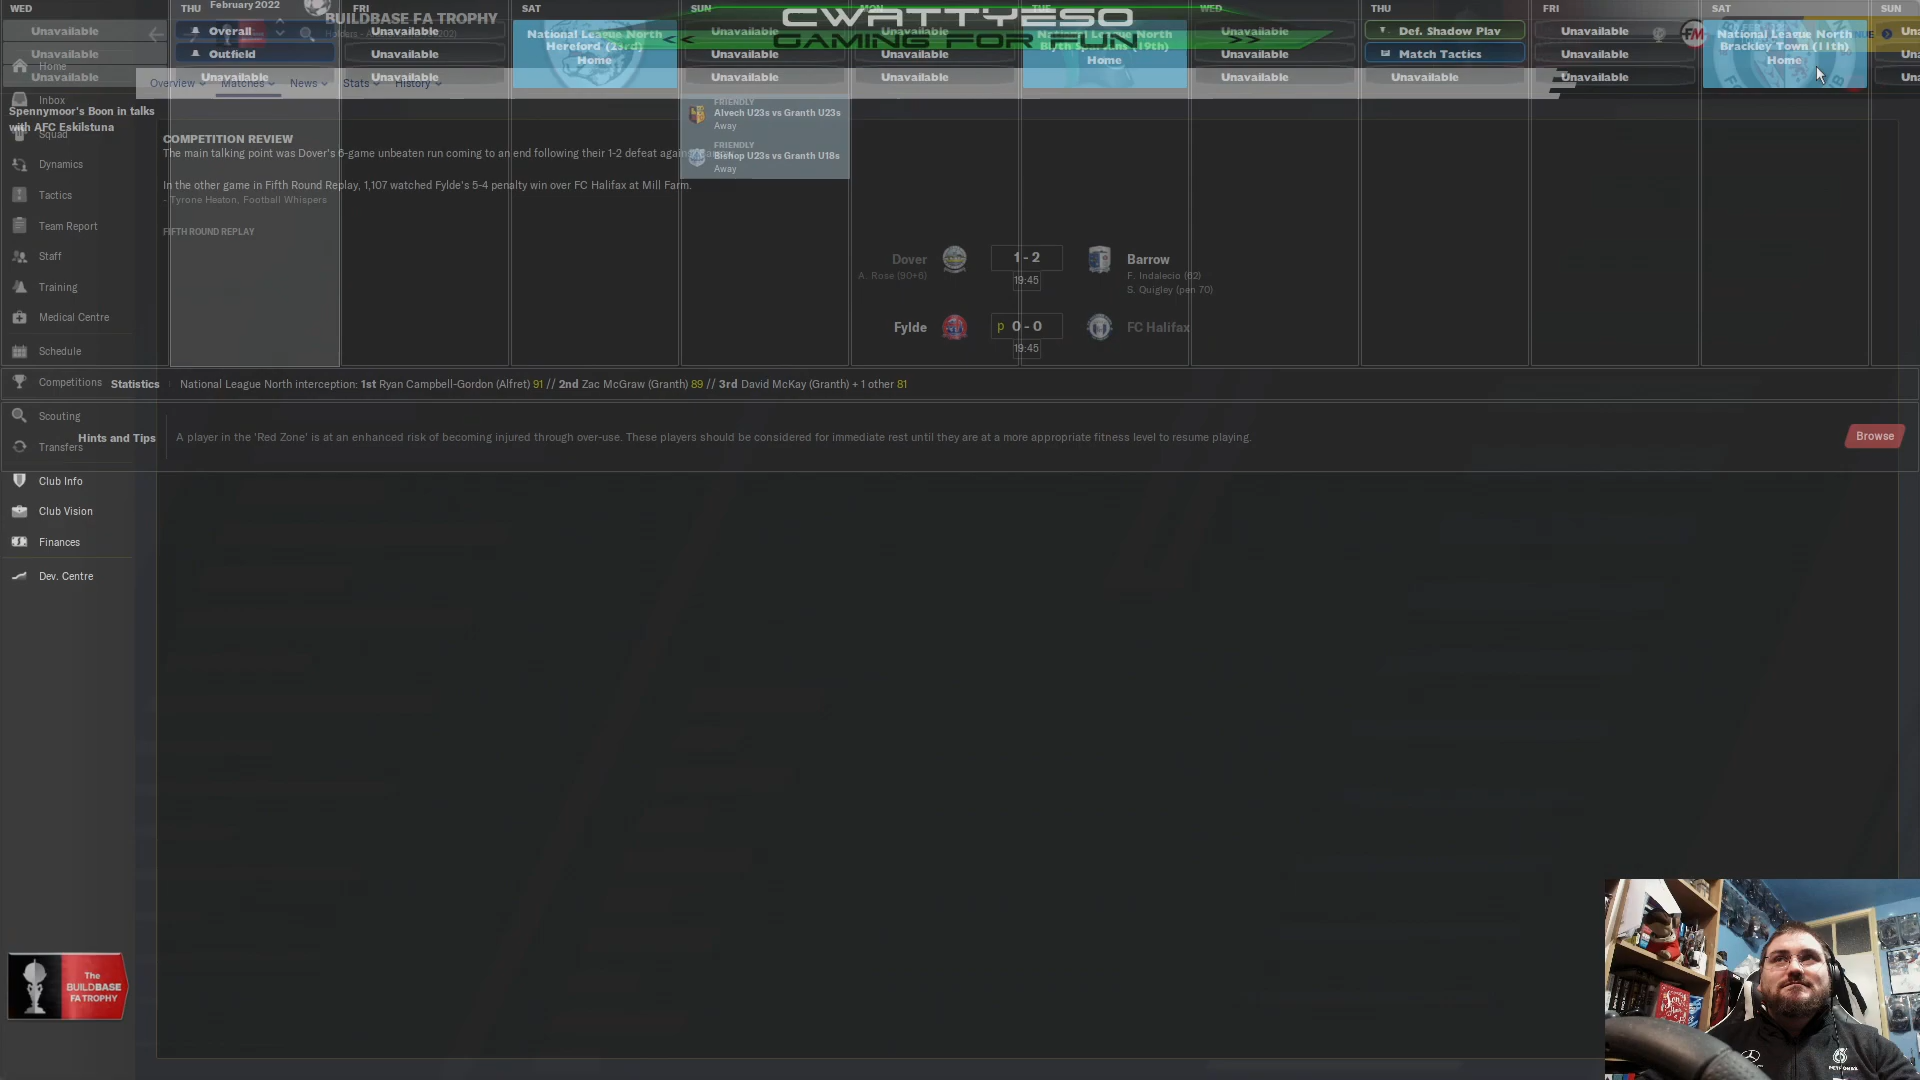 WED
THU
FRI
SAT
SUN
MON
TUE
WED
THU
FRI
SAT
SUN
February 2022
BUILDBASE FA TROPHY
CWATTYESO
GAMING FOR FUN
<< >>
Unavailable
Unavailable
Unavailable
Overall
Outfield
Unavailable
Unavailable
Unavailable
Unavailable
National League North
Hereford (23rd)
Home
Unavailable
Unavailable
Unavailable
Unavailable
Unavailable
Unavailable
National League North
Blyth Spartans (19th)
Home
Unavailable
Unavailable
Unavailable
Def. Shadow Play
Match Tactics
Unavailable
Unavailable
Unavailable
Unavailable
National League North
Brackley Town (11th)
Home
FM
Overview
Matches
News
Stats
History
Home
Inbox
Spennymoor's Boon in talks
with AFC Eskilstuna
Squad
Dynamics
Tactics
Team Report
Staff
Training
Medical Centre
Schedule
Competitions
Scouting
Transfers
Club Info
Club Vision
Finances
Dev. Centre
FRIENDLY
Alvech U23s vs Granth U23s
Away
FRIENDLY
Bishop U23s vs Granth U18s
Away
COMPETITION REVIEW
The main talking point was Dover's 6-game unbeaten run coming to an end following their 1-2 defeat
In the other game in Fifth Round Replay, 1,107 watched Fylde's 5-4 penalty win over FC Halifax at Mill Farm.
- Tyrone Heaton, Football Whispers
FIFTH ROUND REPLAY
Dover 1 - 2 Barrow
A. Rose (90+6)
19:45
F. Indalecio (62)
S. Quigley (pen 70)
Fylde p 0 - 0 FC Halifax
19:45
Statistics
National League North interception: 1st Ryan Campbell-Gordon (Alfret) 91 // 2nd Zac McGraw (Granth) 89 // 3rd David McKay (Granth) + 1 other 81
Hints and Tips
A player in the 'Red Zone' is at an enhanced risk of becoming injured through over-use. These players should be considered for immediate rest until they are at a more appropriate fitness level to resume playing.
Browse
The
BUILDBASE
FA TROPHY